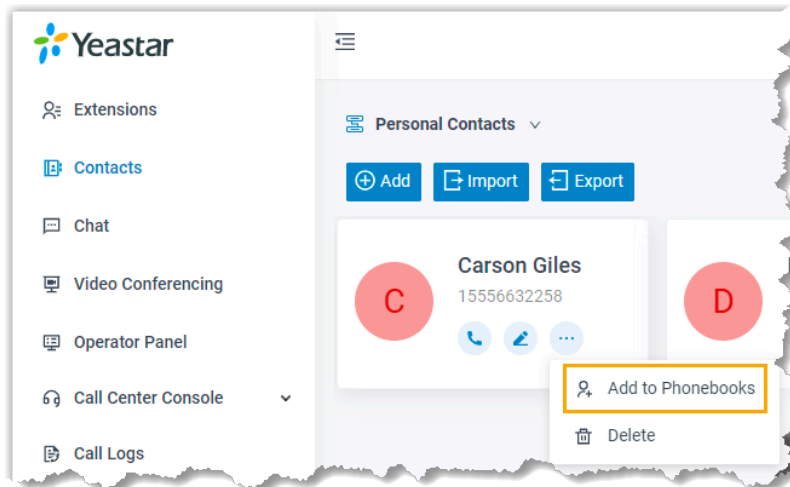 Yeastar
Extensions
Contacts
Chat
Video Conferencing
Operator Panel
Call Center Console
Call Logs
Personal Contacts
Add
Import
Export
C
Carson Giles
15556632258
D
Add to Phonebooks
Delete